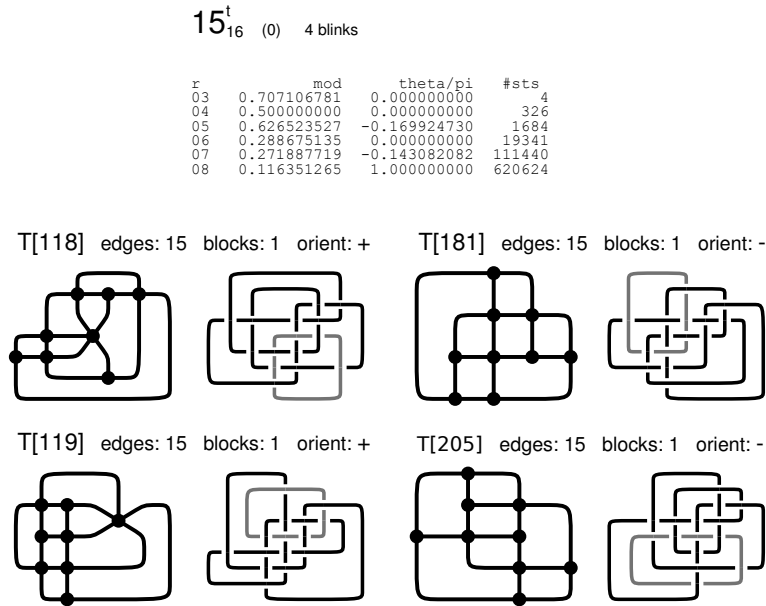 15^t_16 (0) 4 blinks
r mod theta/pi #sts
03 0.707106781 0.000000000 4
04 0.500000000 0.000000000 326
05 0.626523527 -0.169924730 1684
06 0.288675135 0.000000000 19341
07 0.271887719 -0.143082082 111440
08 0.116351265 1.000000000 620624
T[118] edges: 15 blocks: 1 orient: + T[181] edges: 15 blocks: 1 orient: -
T[119] edges: 15 blocks: 1 orient: + T[205] edges: 15 blocks: 1 orient: -